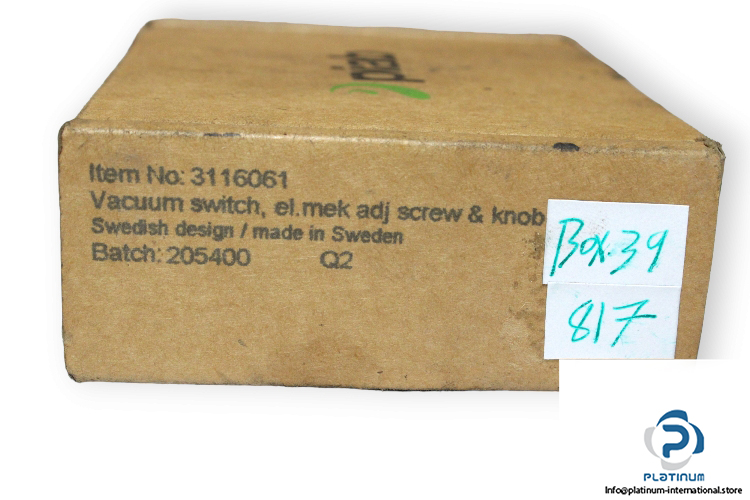 piab
Item No: 3116061
Vacuum switch, el.mek adj screw & knob
Swedish design / made in Sweden
Batch: 205400 Q2
Box.39
817
PLATINUM
Info@platinum-international.store